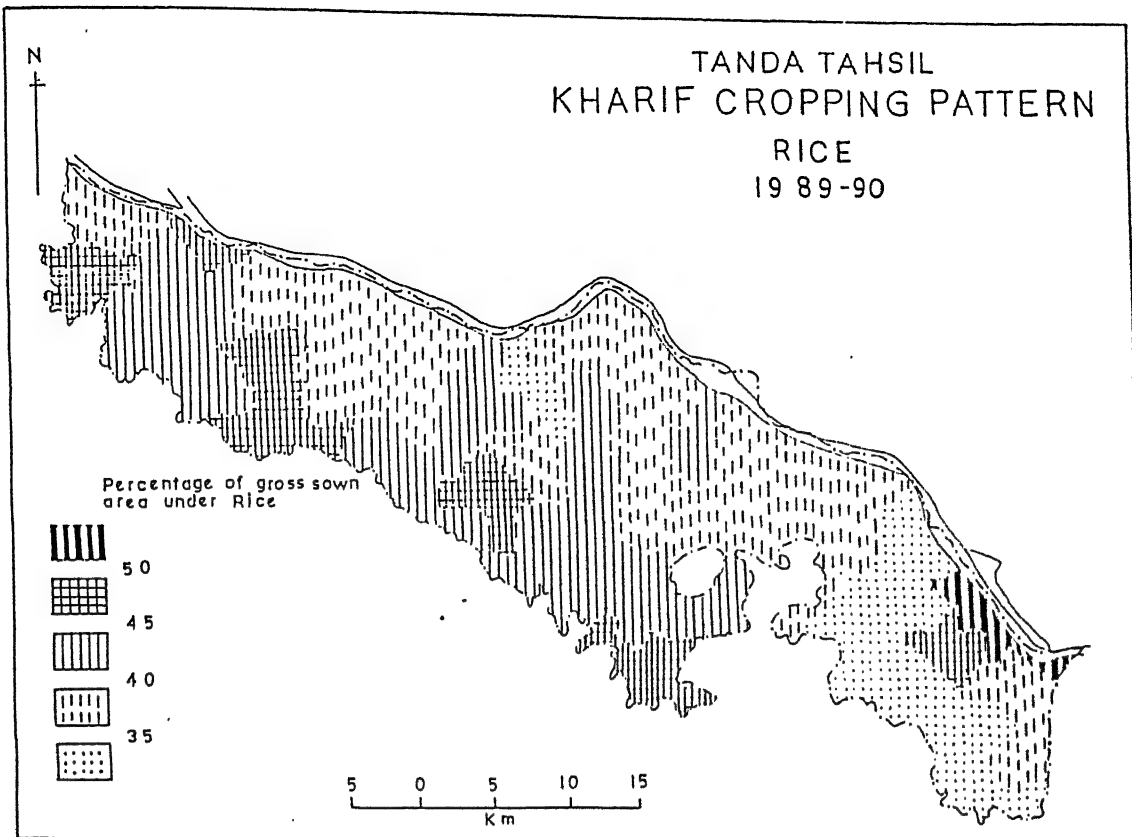 N
TANDA TAHSIL
KHARIF CROPPING PATTERN
RICE
19 89-90
Percentage of gross sown
area under Rice
50
45
40
35
5 0 5 10 15
Km